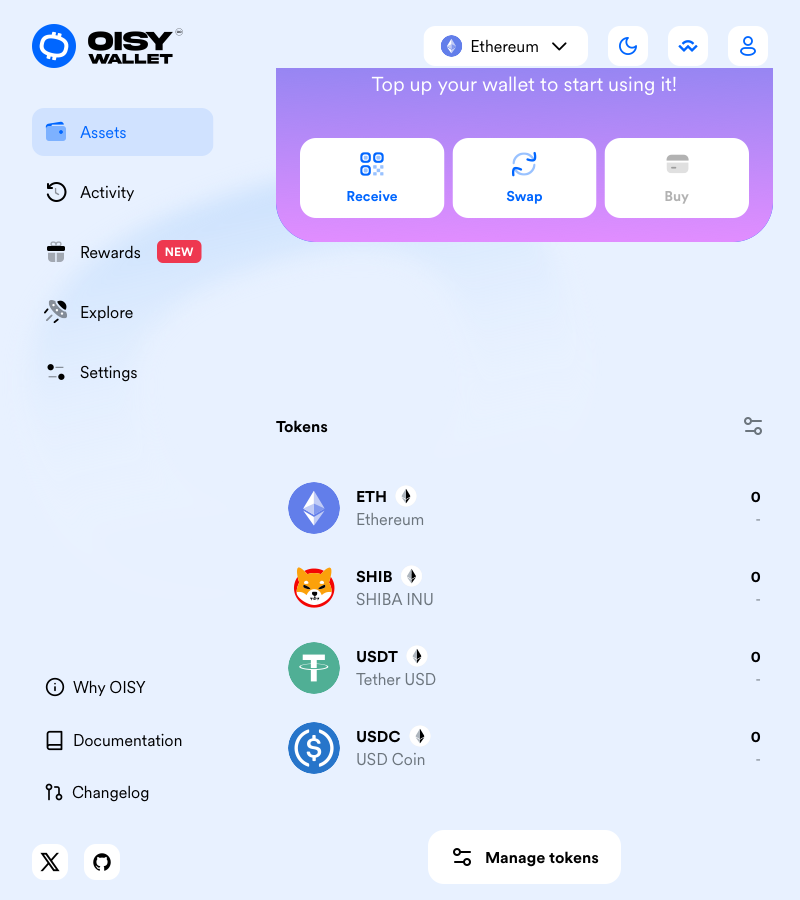 OISY
WALLET
Ethereum
Top up your wallet to start using it!
Receive
Swap
Buy
Assets
Activity
Rewards NEW
Explore
Settings
Tokens
ETH
Ethereum
0
-
SHIB
SHIBA INU
0
-
USDT
Tether USD
0
-
USDC
USD Coin
0
-
Why OISY
Documentation
Changelog
Manage tokens